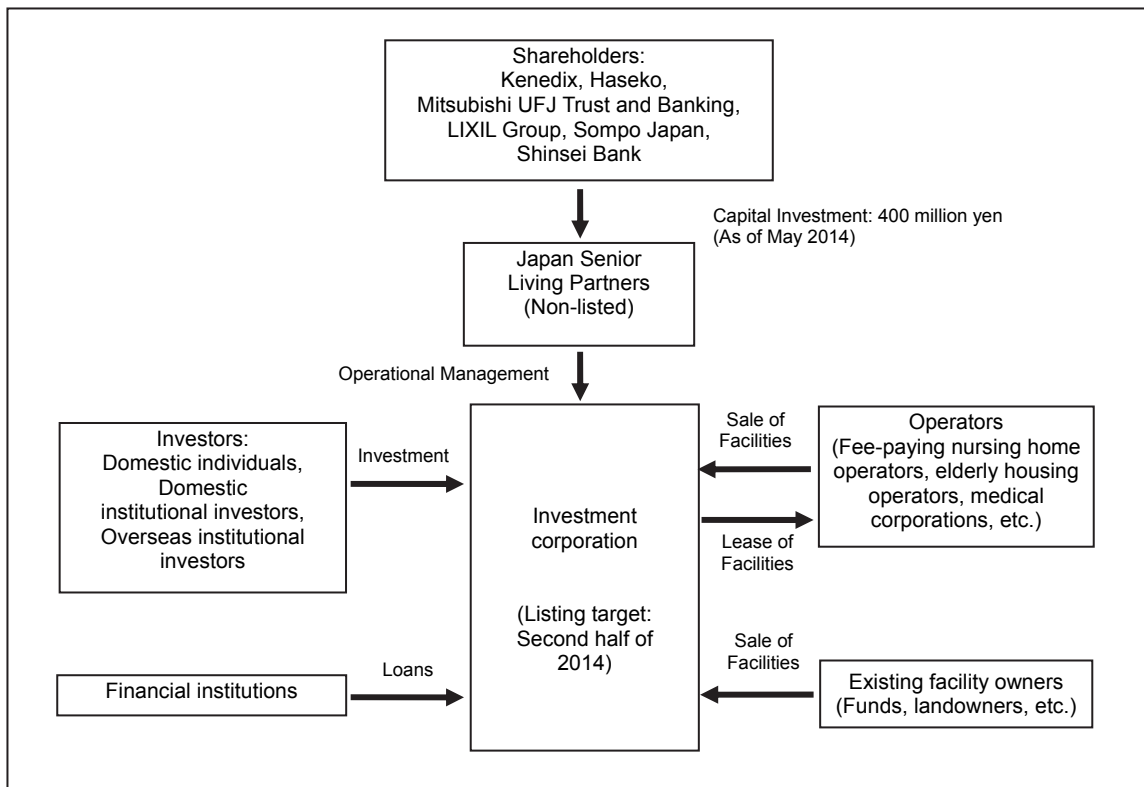 Shareholders:
Kenedix, Haseko,
Mitsubishi UFJ Trust and Banking,
LIXIL Group, Sompo Japan,
Shinsei Bank
Capital Investment: 400 million yen
(As of May 2014)
Japan Senior
Living Partners
(Non-listed)
Operational Management
Investors:
Domestic individuals,
Domestic
institutional investors,
Overseas institutional
investors
Investment
Investment
corporation
(Listing target:
Second half of
2014)
Sale of
Facilities
Lease of
Facilities
Operators
(Fee-paying nursing home
operators, elderly housing
operators, medical
corporations, etc.)
Financial institutions
Loans
Sale of
Facilities
Existing facility owners
(Funds, landowners, etc.)